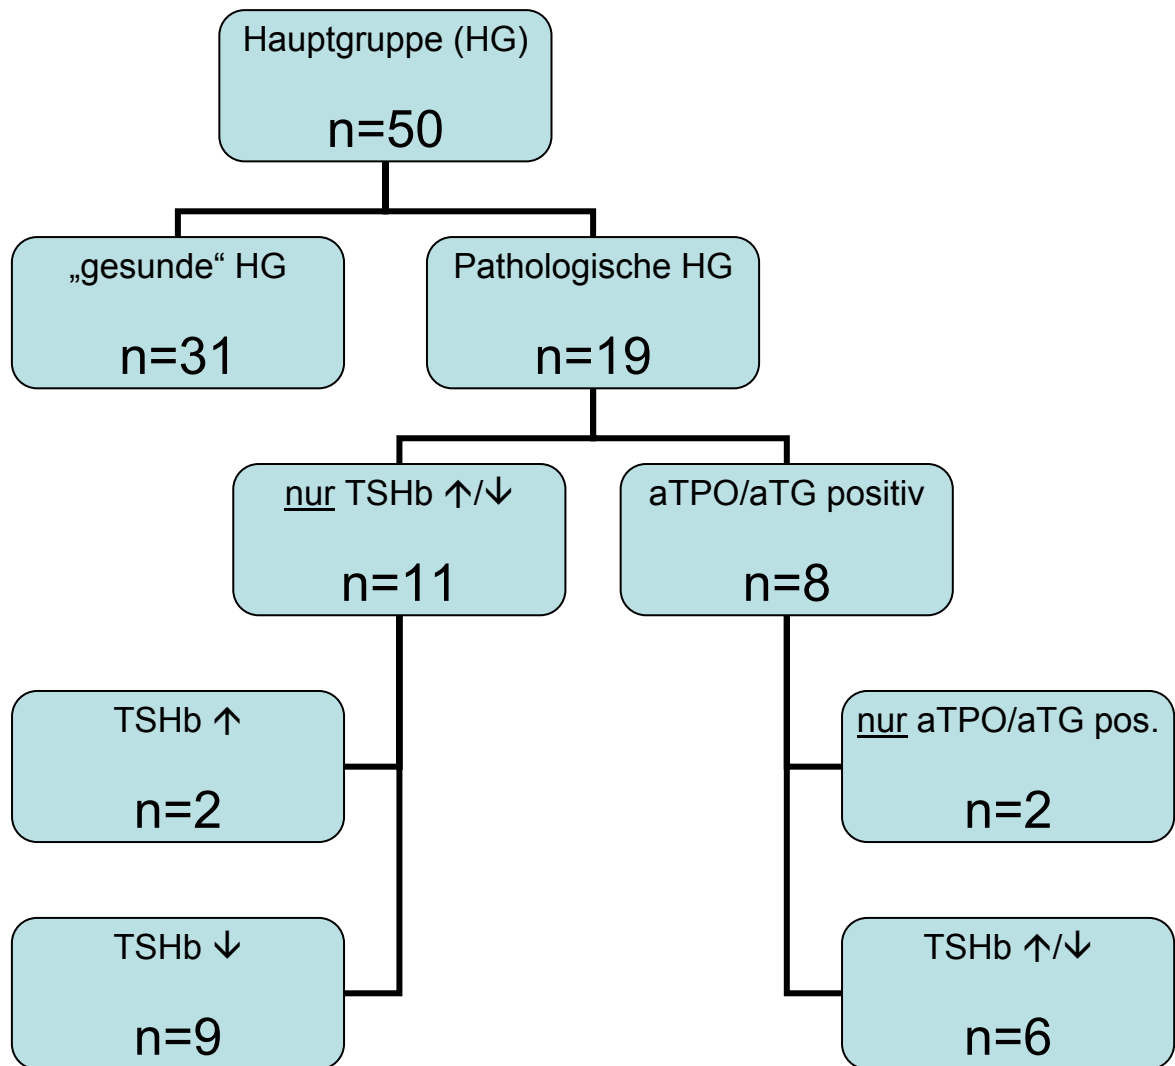 Hauptgruppe (HG)
n=50
„gesunde“ HG
n=31
Pathologische HG
n=19
nur TSHb ↑/↓
n=11
aTPO/aTG positiv
n=8
TSHb ↑
n=2
nur aTPO/aTG pos.
n=2
TSHb ↓
n=9
TSHb ↑/↓
n=6